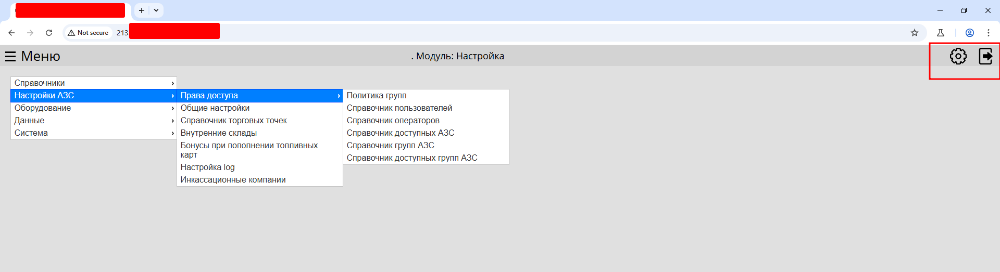 Not secure
213
Меню
. Модуль: Настройка
Справочники
Настройки АЗС
Оборудование
Данные
Система
Права доступа
Общие настройки
Справочник торговых точек
Внутренние склады
Бонусы при пополнении топливных
карт
Настройка log
Инкассационные компании
Политика групп
Справочник пользователей
Справочник операторов
Справочник доступных АЗС
Справочник групп АЗС
Справочник доступных групп АЗС